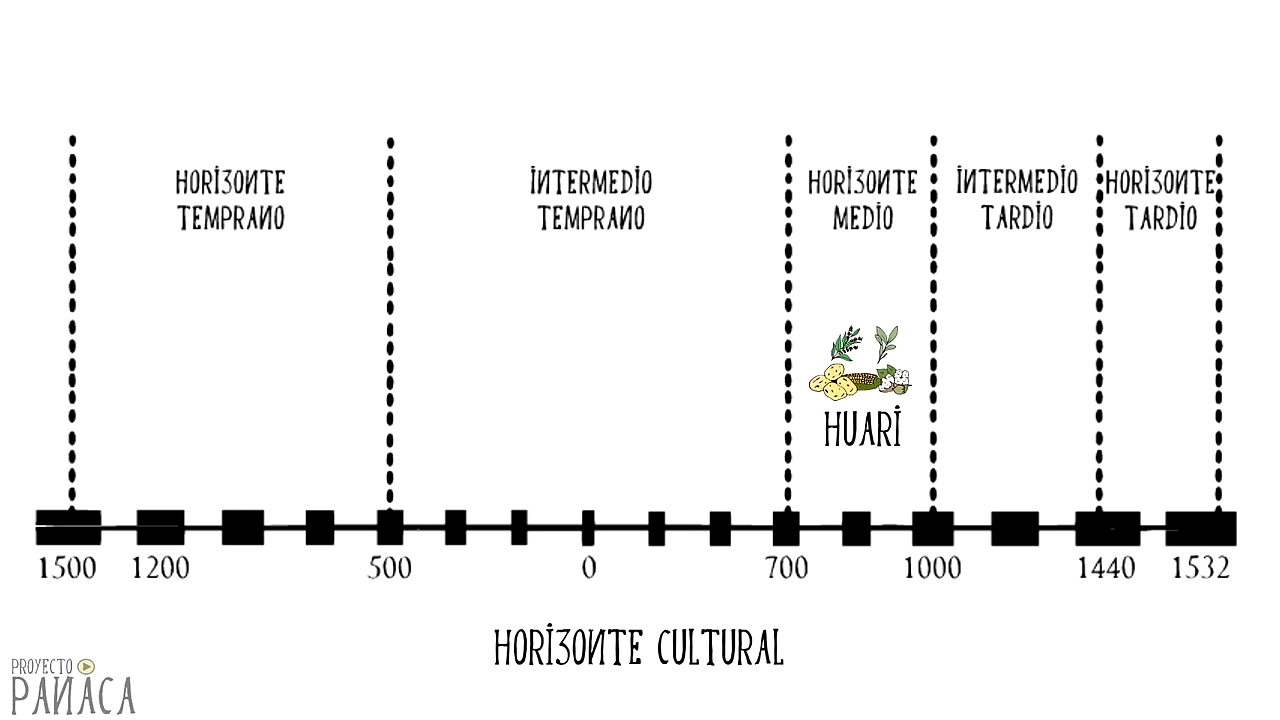 HORIZONTE
TEMPRANO
INTERMEDIO
TEMPRANO
HORIZONTE
MEDIO
INTERMEDIO
TARDIO
HORIZONTE
TARDIO
HUARI
1500 1200 500 0 700 1000 1440 1532
HORIZONTE CULTURAL
PROYECTO
PANACA